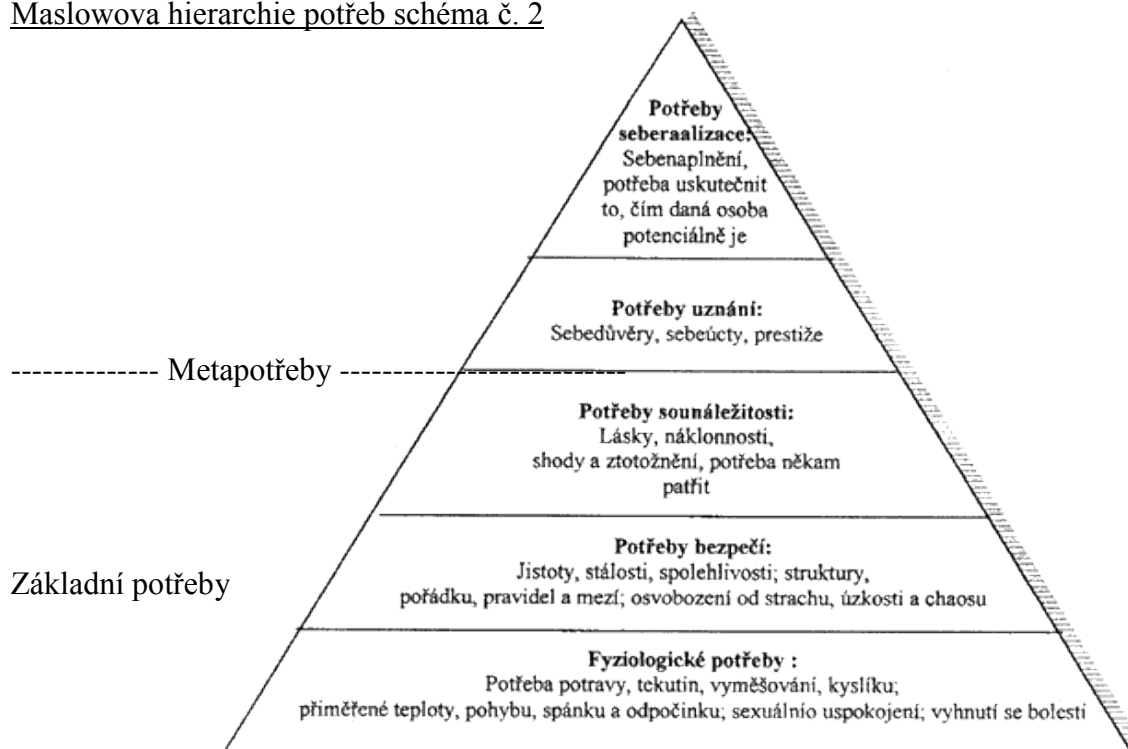 Maslowova hierarchie potřeb schéma č. 2
Potřeby
seberaalizace:
Sebenaplnění,
potřeba uskutečnit
to, čím daná osoba
potenciálně je
Potřeby uznání:
Sebedůvěry, sebeúcty, prestiže
-------------- Metapotřeby ---------------------------
Potřeby sounáležitosti:
Lásky, náklonnosti,
shody a ztotožnění, potřeba někam
patřit
Potřeby bezpečí:
Jistoty, stálosti, spolehlivosti; struktury,
Základní potřeby
pořádku, pravidel a mezí; osvobození od strachu, úzkosti a chaosu
Fyziologické potřeby :
Potřeba potravy, tekutin, vyměšování, kyslíku;
přiměřené teploty, pohybu, spánku a odpočinku; sexuálnío uspokojení; vyhnutí se bolesti